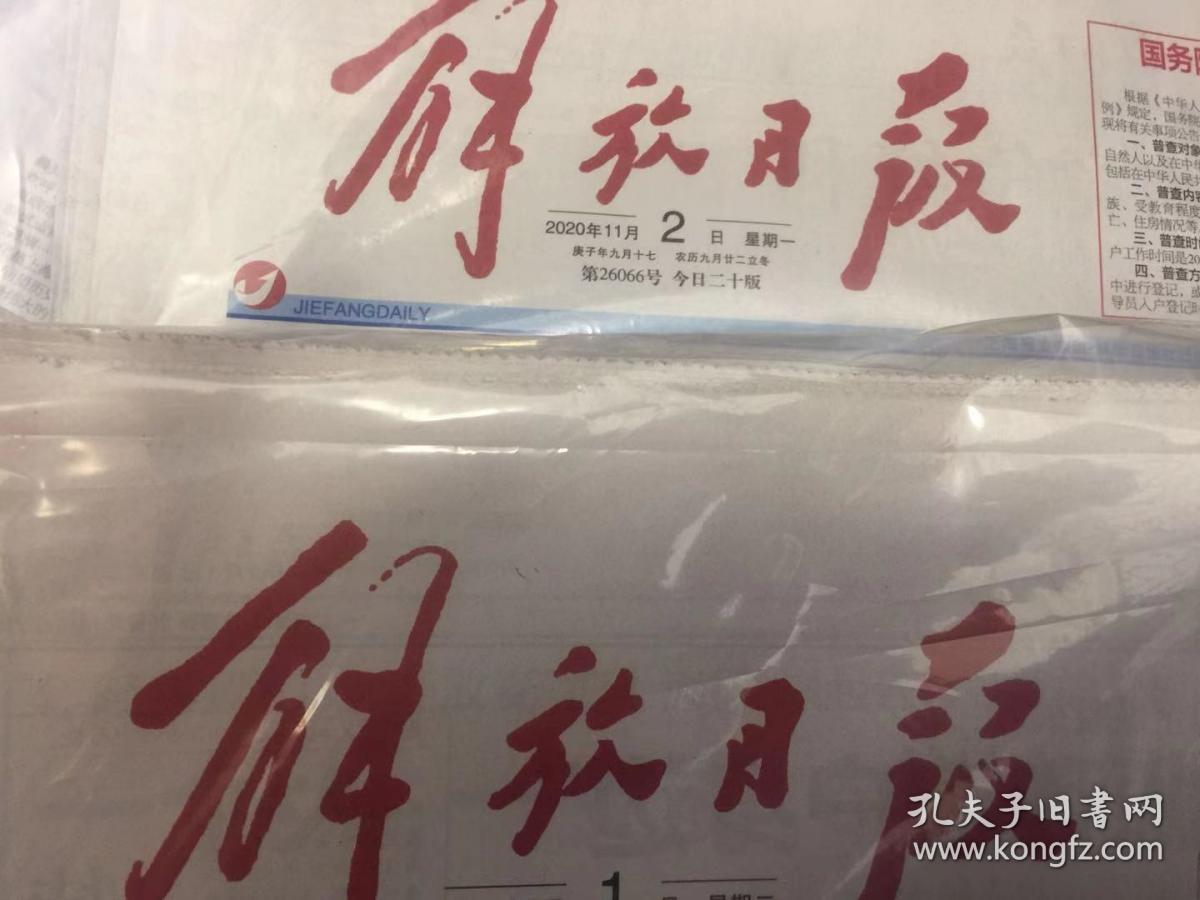 解放日报
2020年11月 2 日 星期一
庚子年九月十七 农历九月廿二立冬
第26066号 今日二十版
JIEFANGDAILY
国务
根据《中华人
例》规定，国务院
现将有关事项公
一、普查对象
自然人以及在中华
包括在中华人民共
二、普查内容
族、受教育程度
亡、住房情况等
三、普查时
户工作时间是20
四、普查方
中进行登记，或
导员入户登记
解放日报
1
孔夫子旧书网
www.kongfz.com